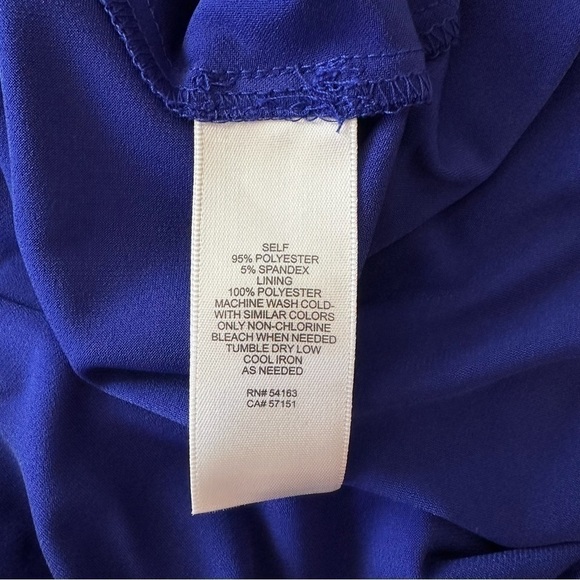 SELF
95% POLYESTER
5% SPANDEX
LINING
100% POLYESTER
MACHINE WASH COLD-
WITH SIMILAR COLORS
ONLY NON-CHLORINE
BLEACH WHEN NEEDED
TUMBLE DRY LOW
COOL IRON
AS NEEDED
RN# 54163
CA# 57151